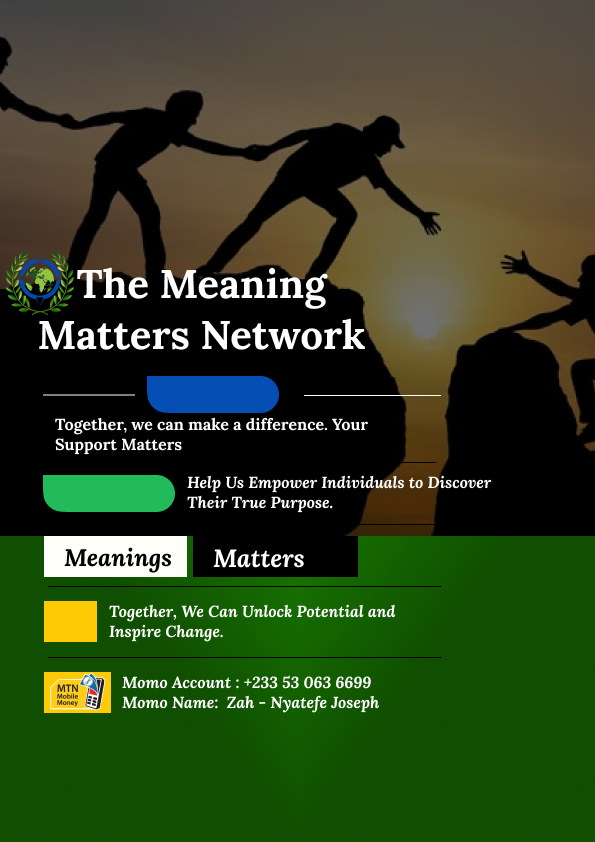 The Meaning
Matters Network
Together, we can make a difference. Your
Support Matters
Help Us Empower Individuals to Discover
Their True Purpose.
Meanings Matters
Together, We Can Unlock Potential and
Inspire Change.
MTN
Mobile
Money
Momo Account : +233 53 063 6699
Momo Name: Zah - Nyatefe Joseph